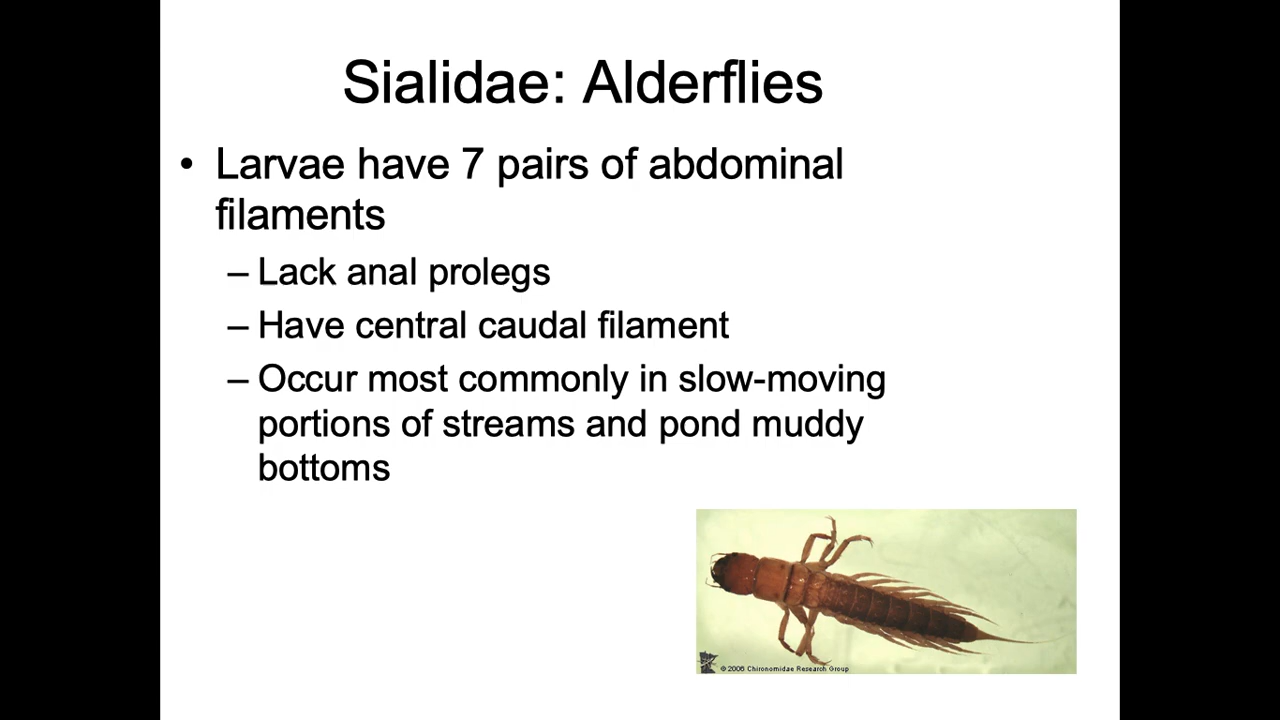 Sialidae: Alderflies
• Larvae have 7 pairs of abdominal
filaments
– Lack anal prolegs
– Have central caudal filament
– Occur most commonly in slow-moving
portions of streams and pond muddy
bottoms
© 2006 Chironomidae Research Group